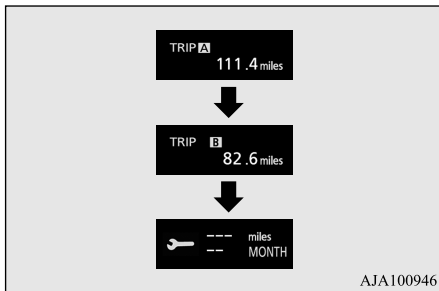 TRIP A
111.4 miles
TRIP B
82.6 miles
--- miles
-- MONTH
AJA100946